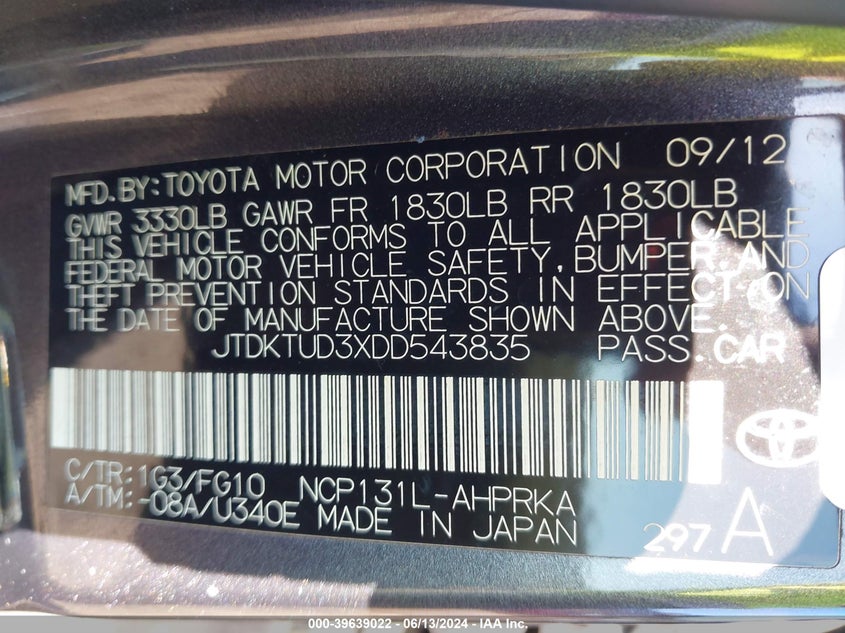 MFD.BY:TOYOTA MOTOR CORPORATION 09/12
GVWR 3330LB GAWR FR 1830LB RR 1830LB
THIS VEHICLE CONFORMS TO ALL APPLICABLE
FEDERAL MOTOR VEHICLE SAFETY,BUMPER,AND
THEFT PREVENTION STANDARDS IN EFFECT ON
THE DATE OF MANUFACTURE SHOWN ABOVE.
JTDKTUD3XDD543835 PASS.CAR
C/TR:1G3/FG10 NCP131L-AHPRKA
A/TM:-08A/U340E MADE IN JAPAN 297 A
000-39639022 - 06/13/2024 - IAA Inc.